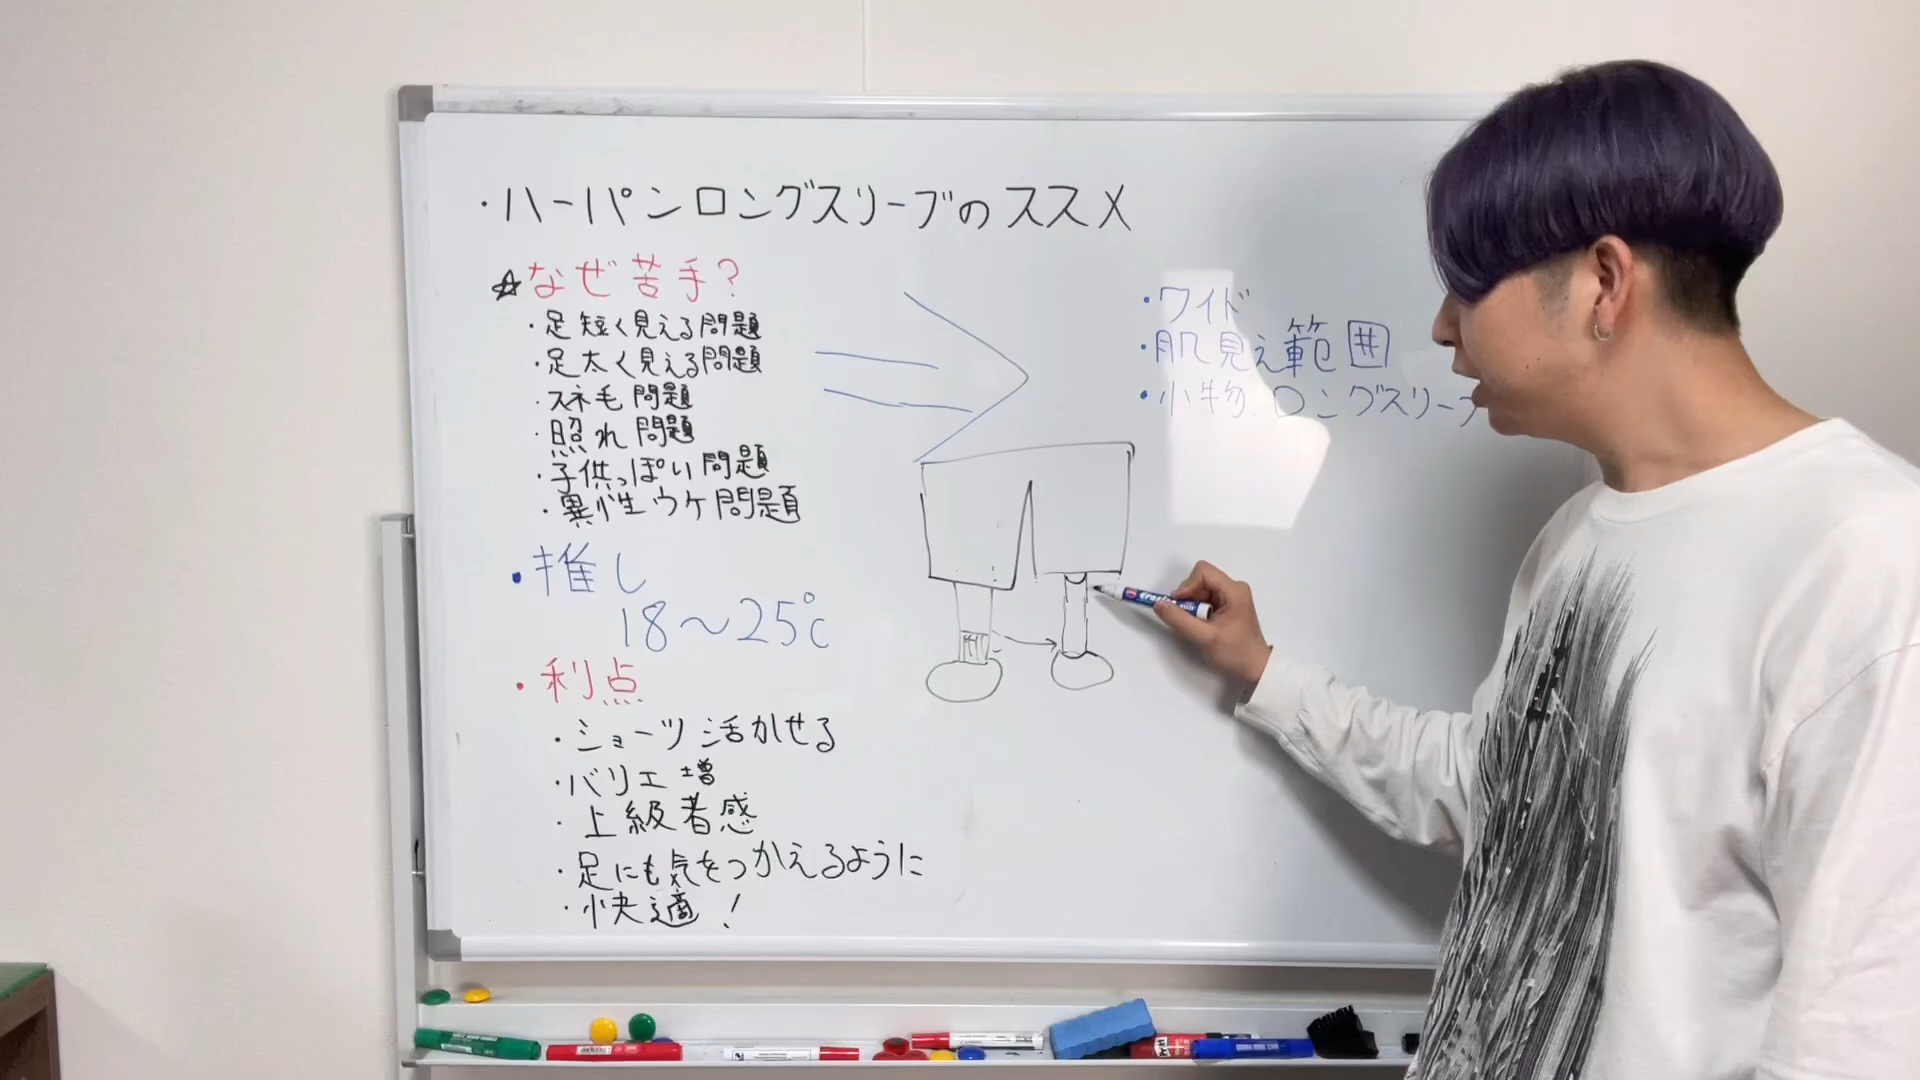 ・ハーパンロングスリーブのススメ
☆なぜ苦手?
・足短く見える問題
・足太く見える問題
・スネ毛問題
・照れ問題
・子供っぽい問題
・異性ウケ問題
・推し
18〜25℃
・利点
・ショーツ活かせる
・バリエ増
・上級者感
・足にも気をつかえるように
・快適!
・ワイド
・肌見え範囲
・小物.ロングスリーブ